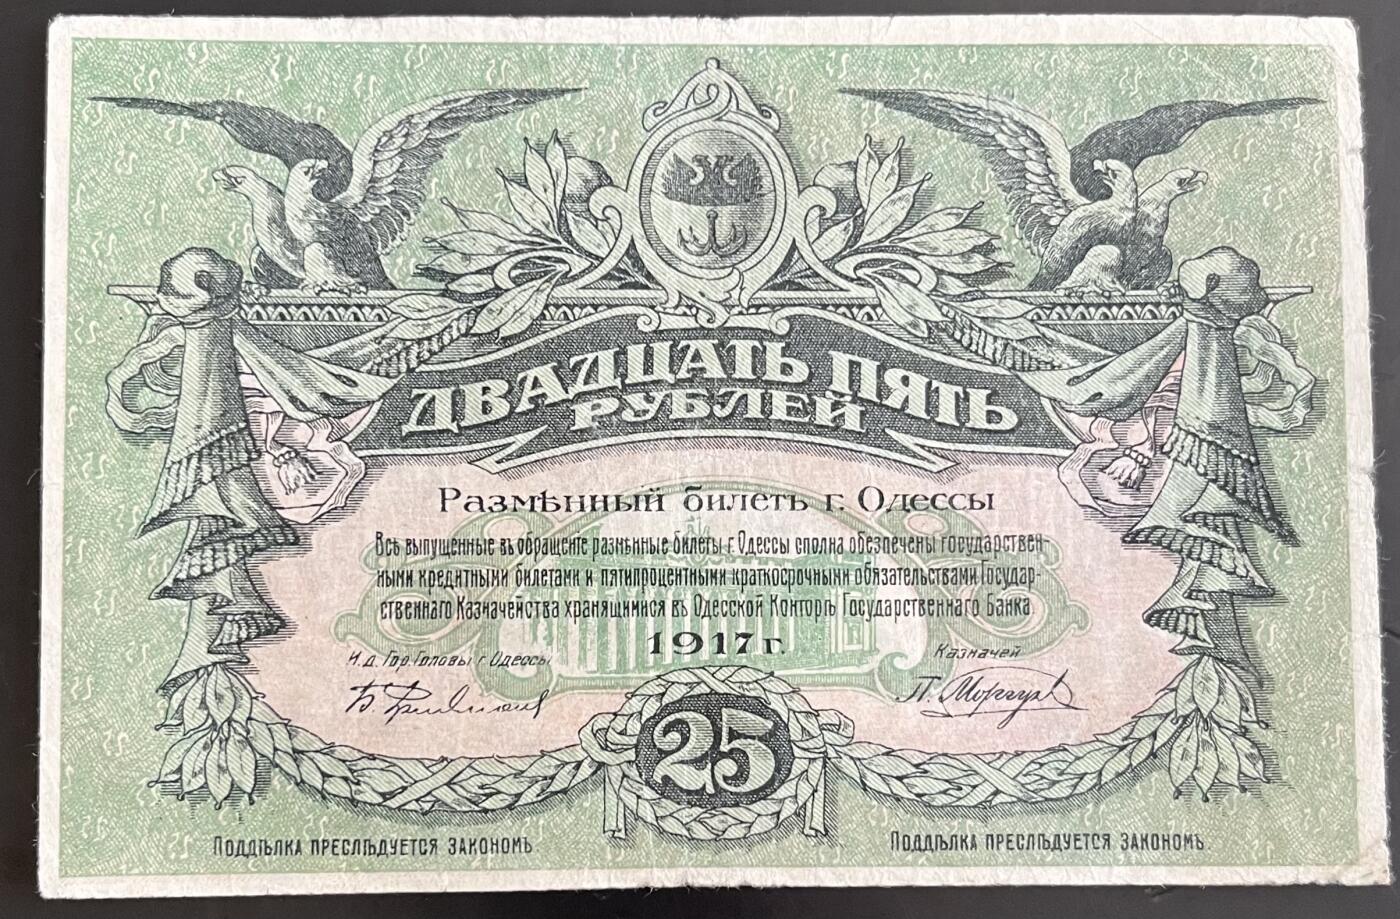 ДВАДЦАТЬ ПЯТЬ
РУБЛЕЙ
Размѣнный билетъ г. Одессы
Всѣ выпущенные въ обращенiе размѣнные билеты г. Одессы сполна обезпечены государствен-
ными кредитными билетами и пятипроцентными краткосрочными обязательствами Государ-
ственнаго Казначейства хранящимися въ Одесской Конторѣ Государственнаго Банка
1917 г.
И.д. Гор. Головы г. Одессы
Казначей
25
Поддѣлка преслѣдуется закономъ.
Поддѣлка преслѣдуется закономъ.